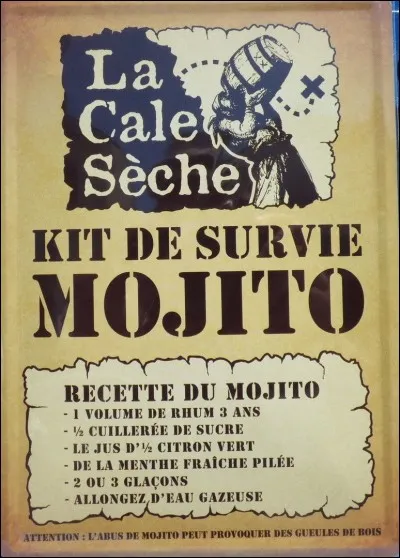 La
Cale
Sèche
KIT DE SURVIE
MOJITO
RECETTE DU MOJITO
- 1 VOLUME DE RHUM 3 ANS
- ½ CUILLERÉE DE SUCRE
- LE JUS D'½ CITRON VERT
- DE LA MENTHE FRAÎCHE PILÉE
- 2 OU 3 GLAÇONS
- ALLONGEZ D'EAU GAZEUSE
ATTENTION : L'ABUS DE MOJITO PEUT PROVOQUER DES GUEULES DE BOIS